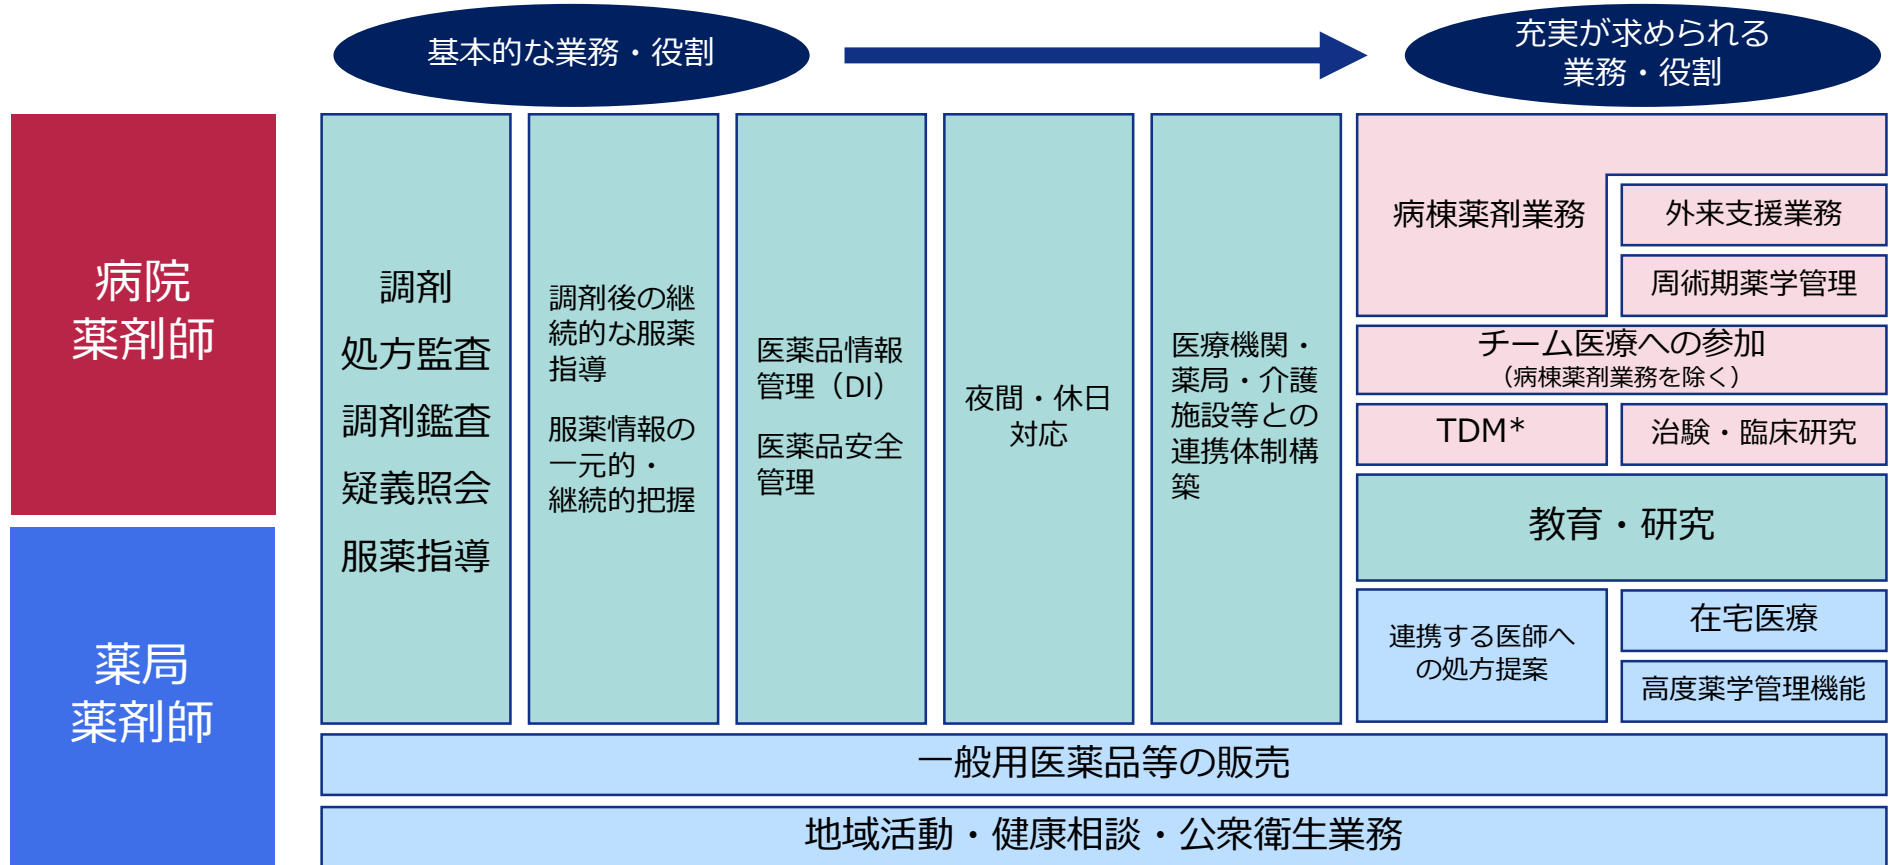 基本的な業務・役割
充実が求められる
業務・役割
病院
薬剤師
薬局
薬剤師
調剤
処方監査
調剤鑑査
疑義照会
服薬指導
調剤後の継
続的な服薬
指導
服薬情報の
一元的・
継続的把握
医薬品情報
管理（DI）
医薬品安全
管理
夜間・休日
対応
医療機関・
薬局・介護
施設等との
連携体制構
築
病棟薬剤業務
外来支援業務
周術期薬学管理
チーム医療への参加
（病棟薬剤業務を除く）
TDM*
治験・臨床研究
教育・研究
連携する医師へ
の処方提案
在宅医療
高度薬学管理機能
一般用医薬品等の販売
地域活動・健康相談・公衆衛生業務